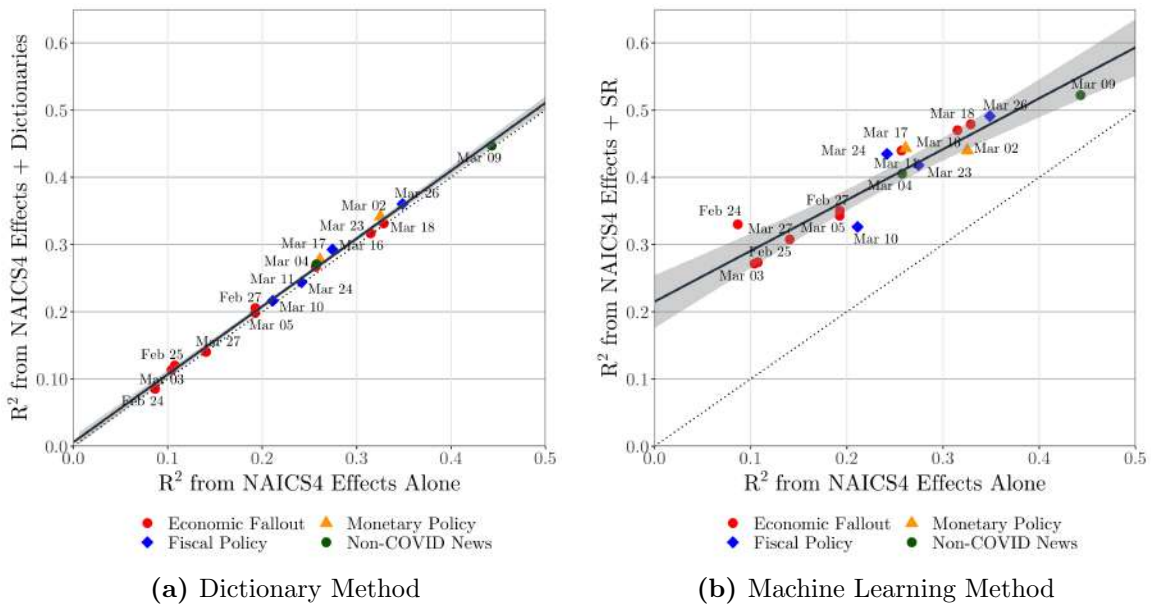 R² from NAICS4 Effects + Dictionaries
0.6
0.5
0.4
0.3
0.2
0.10
0.0
Mar 09
Mar 26
Mar 02
Mar 23
Mar 18
Mar 17
Mar 16
Mar 04
Mar 11
Mar 24
Feb 27
Mar 10
Mar 05
Mar 27
Feb 25
Mar 03
Feb 24
0.0 0.1 0.2 0.3 0.4 0.5
R² from NAICS4 Effects Alone
Economic Fallout Monetary Policy
Fiscal Policy Non-COVID News
(a) Dictionary Method
R² from NAICS4 Effects + SR
0.6
0.5
0.4
0.3
0.2
0.1
0.0
Mar 09
Mar 26
Mar 18
Mar 17
Mar 16
Mar 24
Mar 02
Mar 11
Mar 23
Mar 04
Feb 27
Feb 24
Mar 27
Mar 05
Mar 10
Feb 25
Mar 03
0.0 0.1 0.2 0.3 0.4 0.5
R² from NAICS4 Effects Alone
Economic Fallout Monetary Policy
Fiscal Policy Non-COVID News
(b) Machine Learning Method